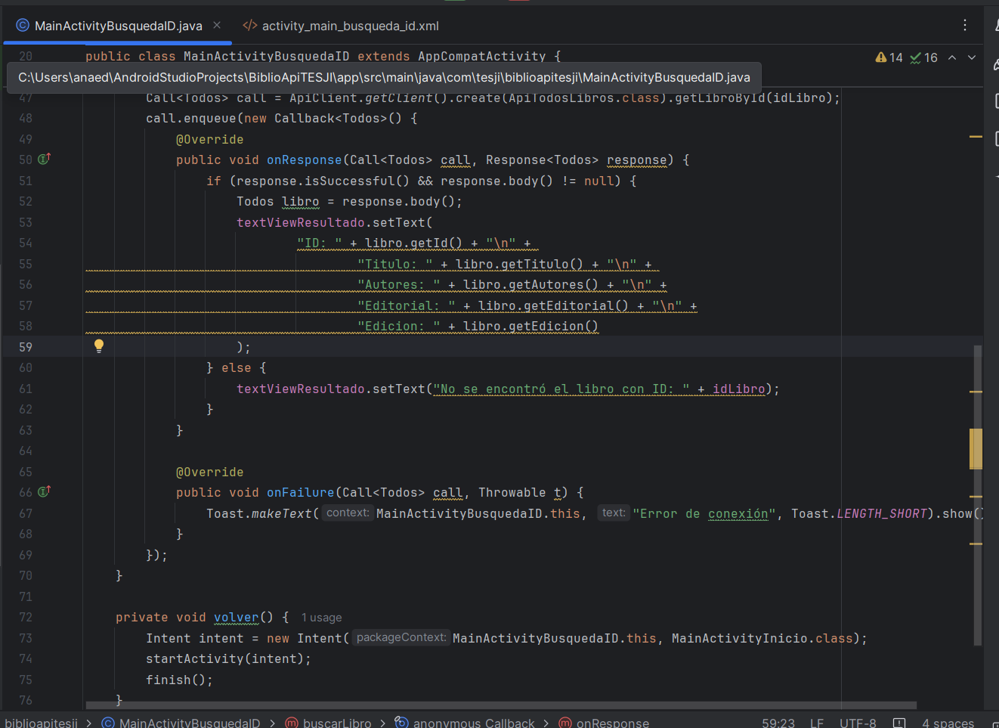 MainActivityBusquedaID.java
activity_main_busqueda_id.xml
20 public class MainActivityBusquedaID extends AppCompatActivity {
14 16
C:\Users\anaed\AndroidStudioProjects\BiblioApiTESJI\app\src\main\java\com\tesji\biblioapitesji\MainActivityBusquedaID.java
47 Call<Todos> call = ApiClient.getClient().create(ApiTodosLibros.class).getLibroById(idLibro);
48 call.enqueue(new Callback<Todos>() {
49 @Override
50 public void onResponse(Call<Todos> call, Response<Todos> response) {
51 if (response.isSuccessful() && response.body() != null) {
52 Todos libro = response.body();
53 textViewResultado.setText(
54 "ID: " + libro.getId() + "\n" +
55 "Titulo: " + libro.getTitulo() + "\n" +
56 "Autores: " + libro.getAutores() + "\n" +
57 "Editorial: " + libro.getEditorial() + "\n" +
58 "Edicion: " + libro.getEdicion()
59 );
60 } else {
61 textViewResultado.setText("No se encontró el libro con ID: " + idLibro);
62 }
63 }
64
65 @Override
66 public void onFailure(Call<Todos> call, Throwable t) {
67 Toast.makeText( context: MainActivityBusquedaID.this, text: "Error de conexión", Toast.LENGTH_SHORT).show()
68 }
69 });
70 }
71
72 private void volver() { 1 usage
73 Intent intent = new Intent( packageContext: MainActivityBusquedaID.this, MainActivityInicio.class);
74 startActivity(intent);
75 finish();
76 }
biblioapitesji > MainActivityBusquedaID > buscarLibro > anonymous Callback > onResponse 59:23 LF UTF-8 4 spaces